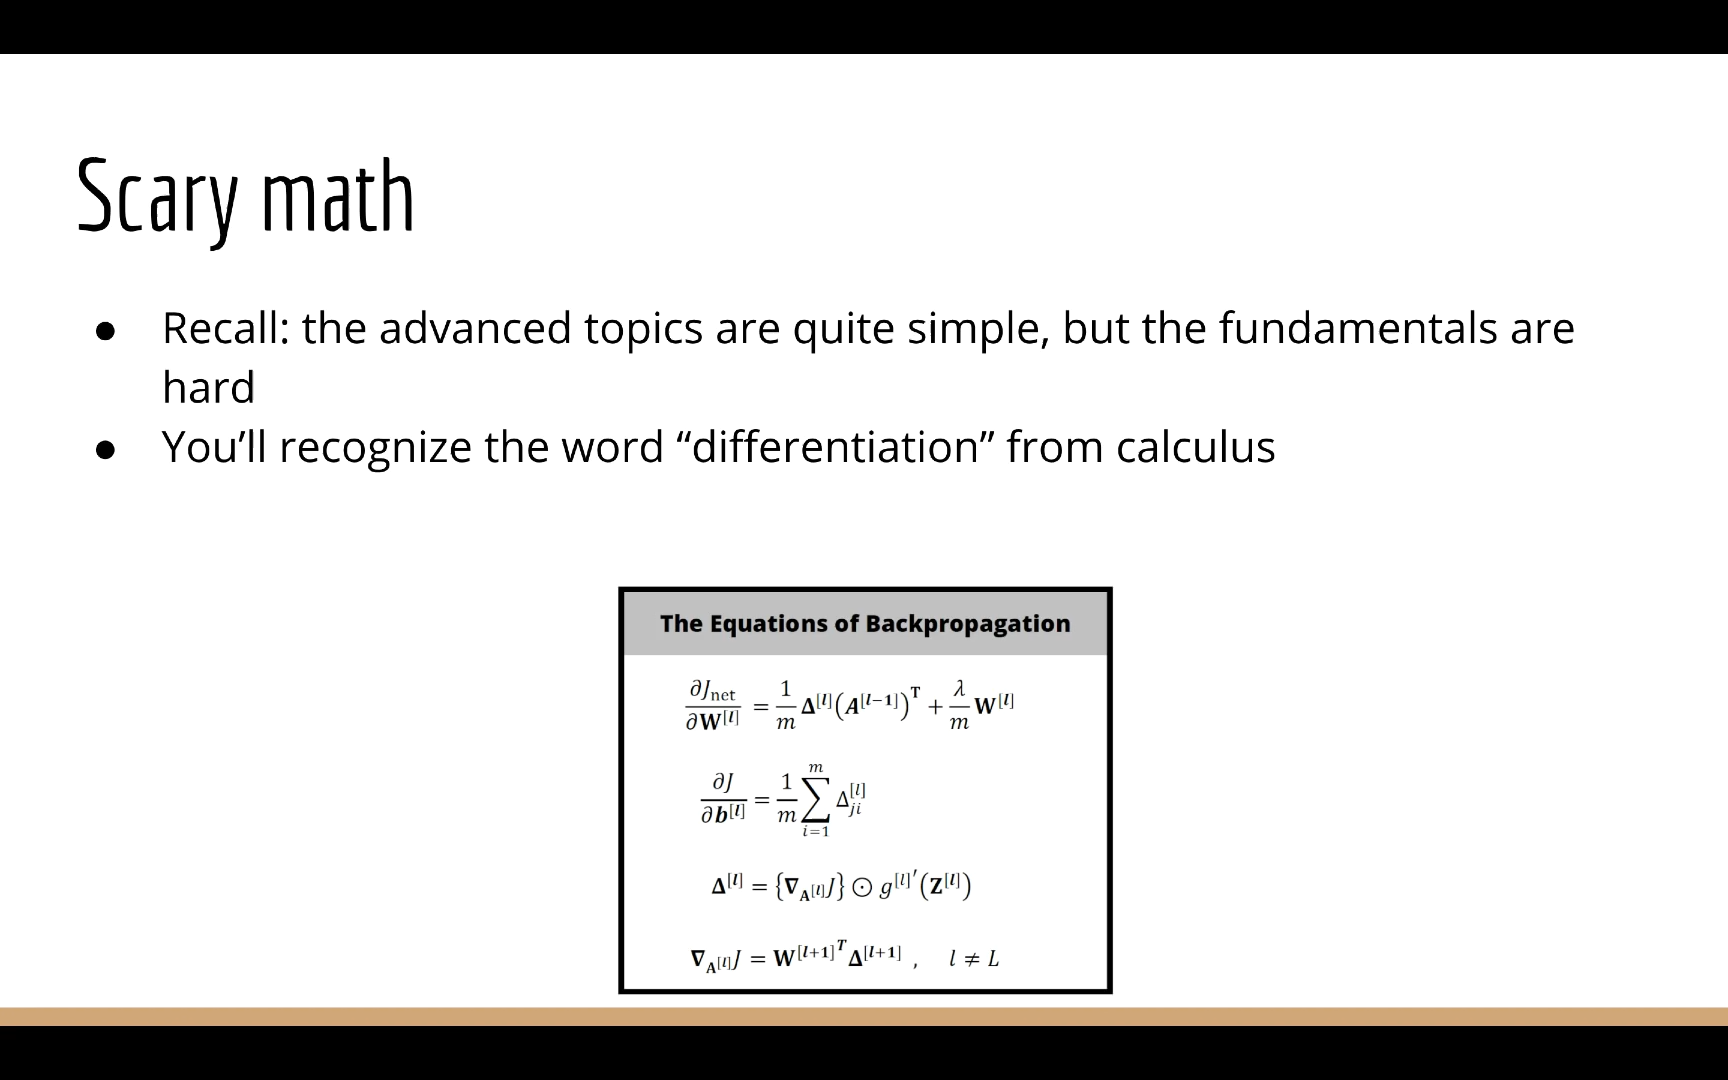 Scary math
● Recall: the advanced topics are quite simple, but the fundamentals are
hard
● You’ll recognize the word “differentiation” from calculus
The Equations of Backpropagation
∂J_net/∂W^[l] = 1/m Δ^[l] (A^[l−1])^T + λ/m W^[l]
∂J/∂b^[l] = 1/m ∑_{i=1}^{m} Δ_{ji}^{[l]}
Δ^[l] = {∇_{A^[l]} J} ⊙ g^[l]′(Z^[l])
∇_{A^[l]} J = W^[l+1]^T Δ^[l+1] , l ≠ L